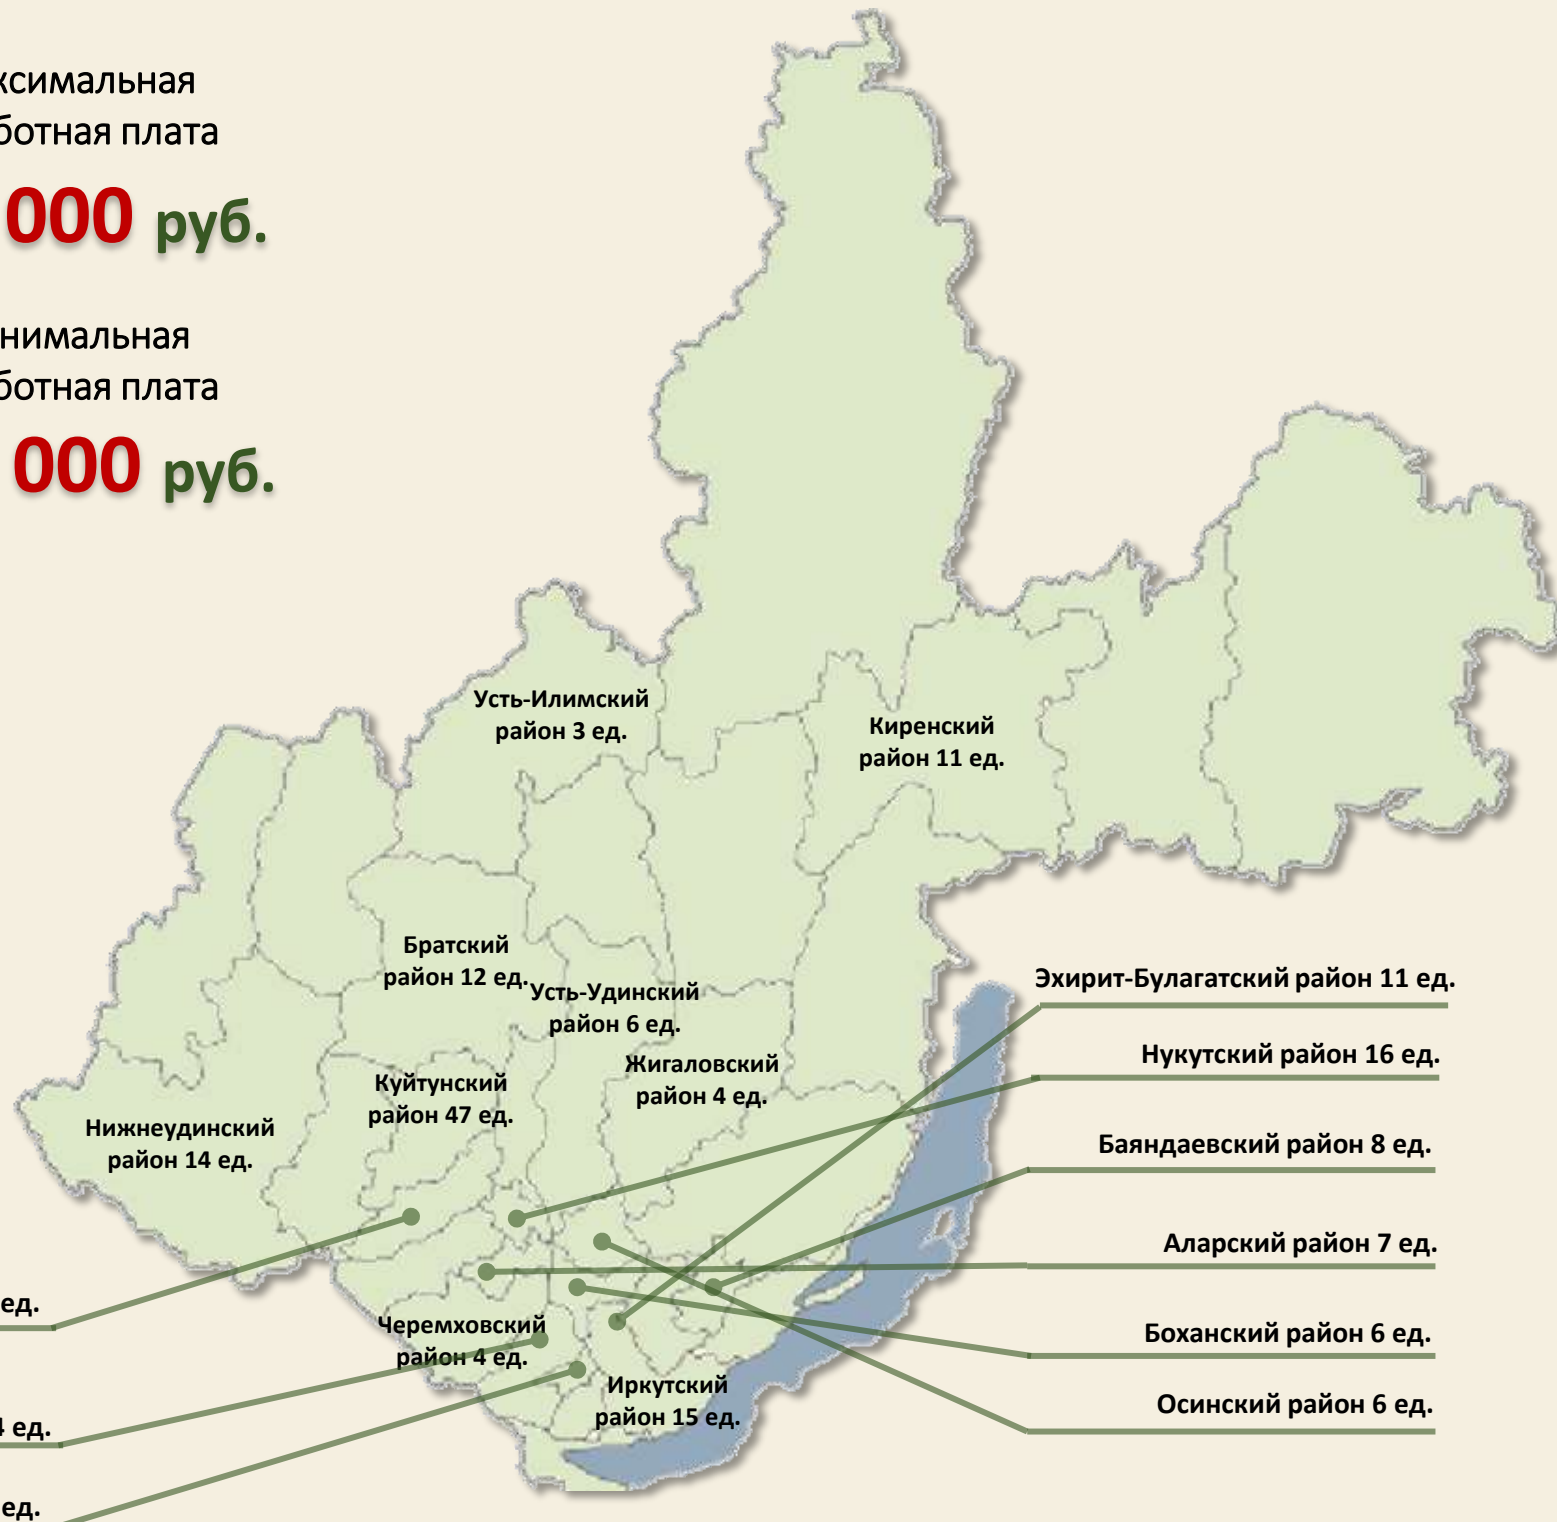 ксимальная
ботная плата
000 руб.
нимальная
ботная плата
000 руб.
Усть-Илимский
район 3 ед.
Киренский
район 11 ед.
Братский
район 12 ед.
Усть-Удинский
район 6 ед.
Эхирит-Булагатский район 11 ед.
Нукутский район 16 ед.
Жигаловский
район 4 ед.
Куйтунский
район 47 ед.
Нижнеудинский
район 14 ед.
Баяндаевский район 8 ед.
Аларский район 7 ед.
ед.
Черемховский
район 4 ед.
Боханский район 6 ед.
Иркутский
район 15 ед.
Осинский район 6 ед.
4 ед.
ед.